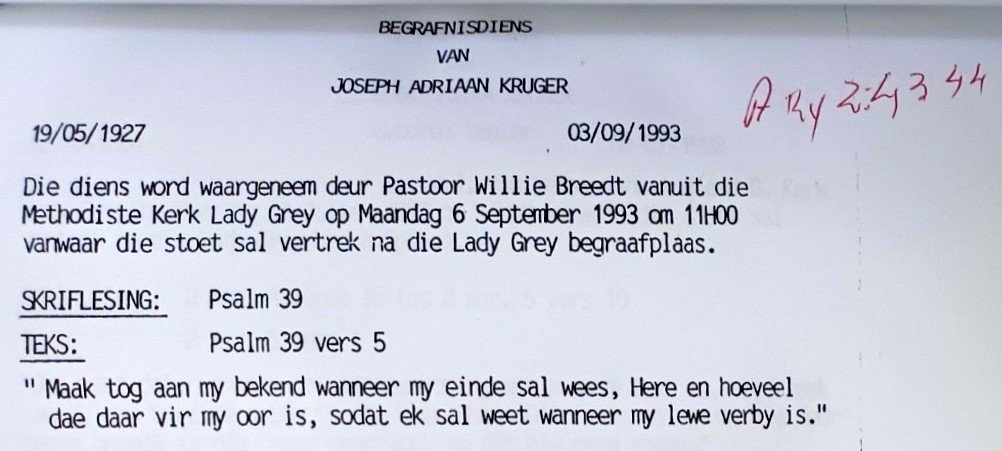 BEGRAFNISDIENS
VAN
JOSEPH ADRIAAN KRUGER
19/05/1927 03/09/1993
Die diens word waargeneem deur Pastoor Willie Breedt vanuit die
Methodiste Kerk Lady Grey op Maandag 6 September 1993 om 11H00
vanwaar die stoet sal vertrek na die Lady Grey begraafplaas.
SKRIFLESING: Psalm 39
TEKS: Psalm 39 vers 5
" Maak tog aan my bekend wanneer my einde sal wees, Here en hoeveel
dae daar vir my oor is, sodat ek sal weet wanneer my lewe verby is."